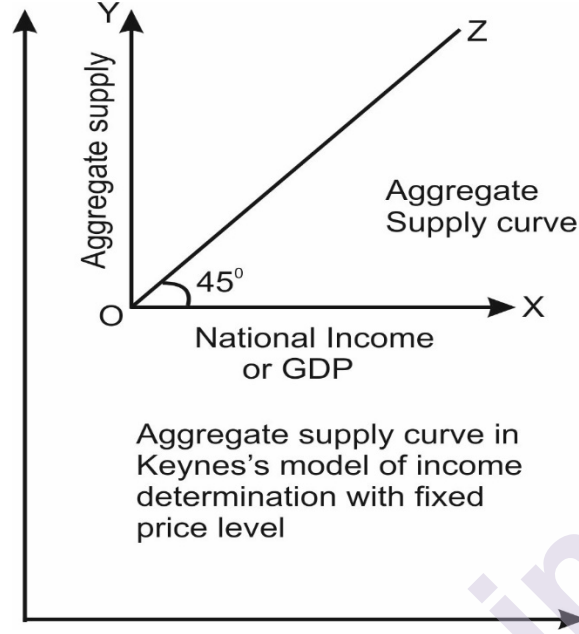 Y
Z
Aggregate supply
Aggregate
Supply curve
45⁰
O
X
National Income
or GDP
Aggregate supply curve in
Keynes's model of income
determination with fixed
price level